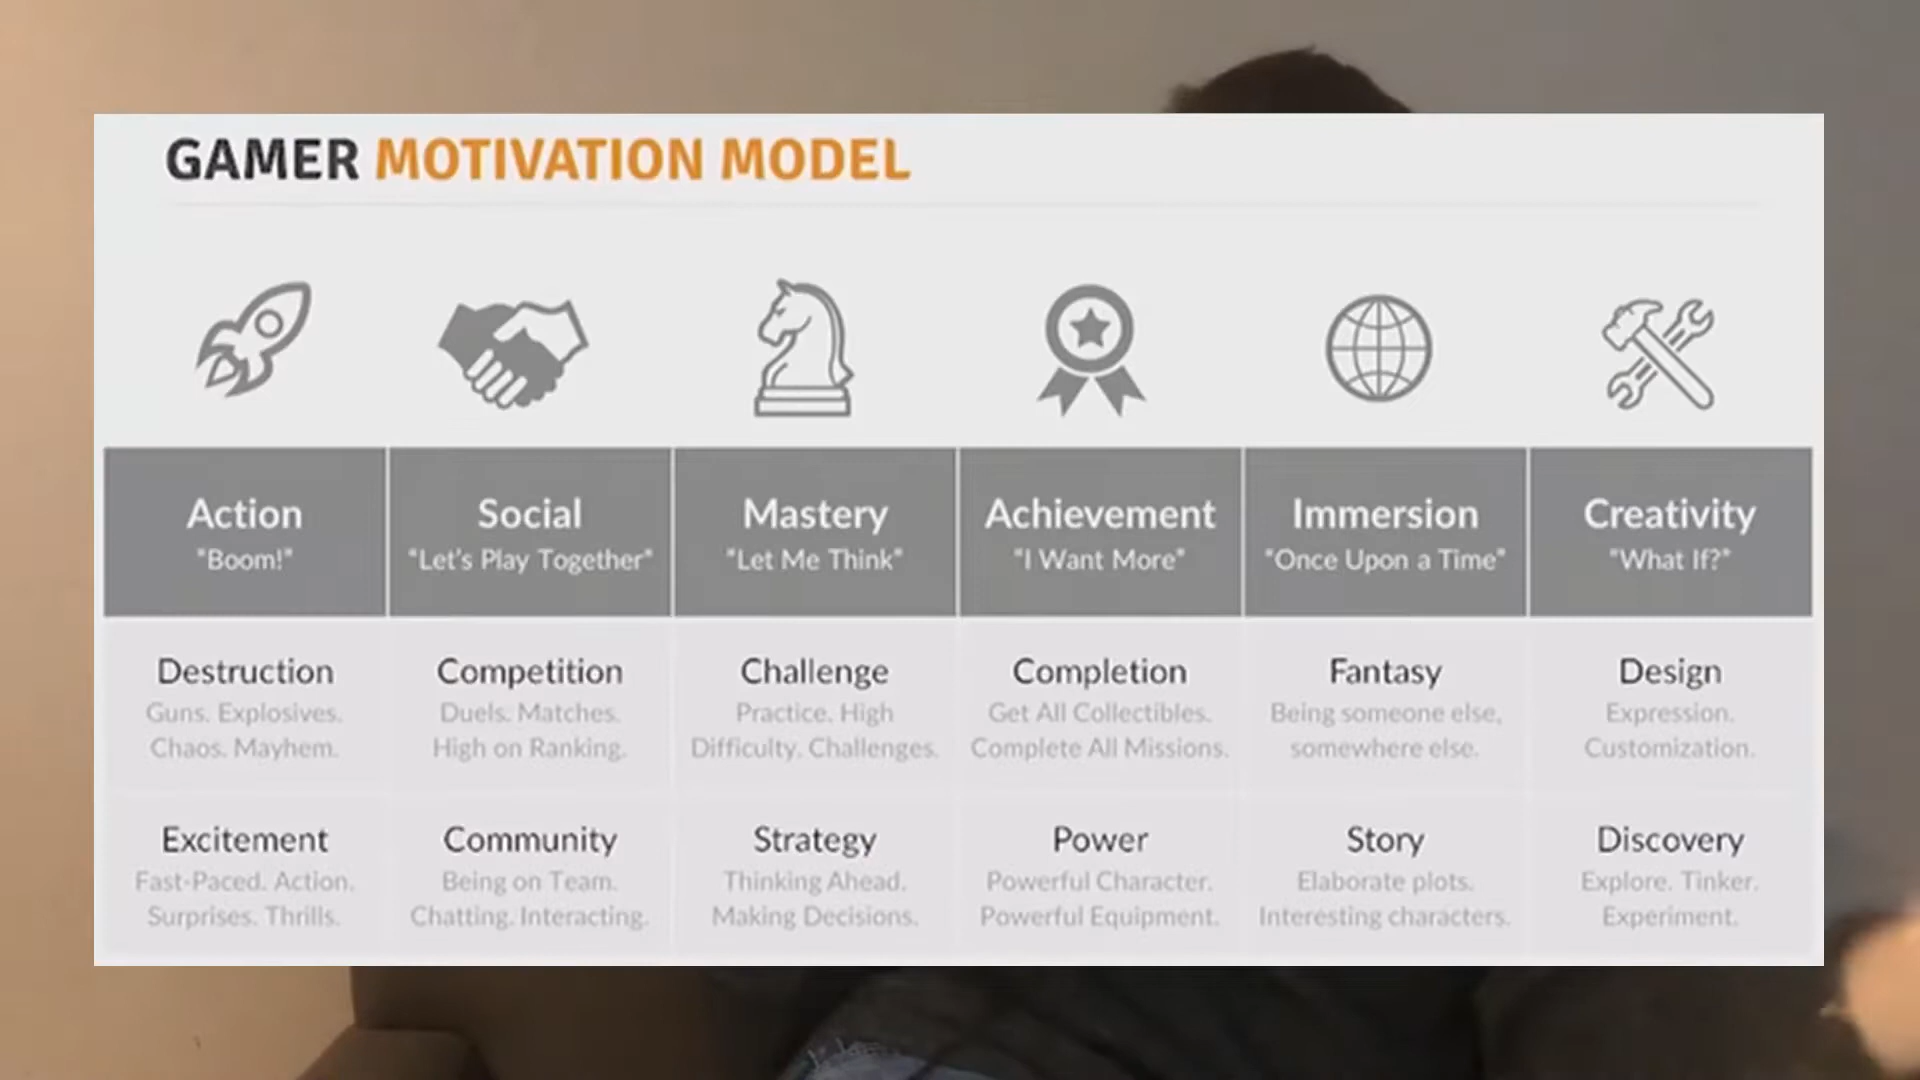 GAMER MOTIVATION MODEL
Action
"Boom!"
Social
"Let's Play Together"
Mastery
"Let Me Think"
Achievement
"I Want More"
Immersion
"Once Upon a Time"
Creativity
"What If?"
Destruction
Guns. Explosives.
Chaos. Mayhem.
Competition
Duels. Matches.
High on Ranking.
Challenge
Practice. High
Difficulty. Challenges.
Completion
Get All Collectibles.
Complete All Missions.
Fantasy
Being someone else,
somewhere else.
Design
Expression.
Customization.
Excitement
Fast-Paced. Action.
Surprises. Thrills.
Community
Being on Team.
Chatting. Interacting.
Strategy
Thinking Ahead.
Making Decisions.
Power
Powerful Character.
Powerful Equipment.
Story
Elaborate plots.
Interesting characters.
Discovery
Explore. Tinker.
Experiment.